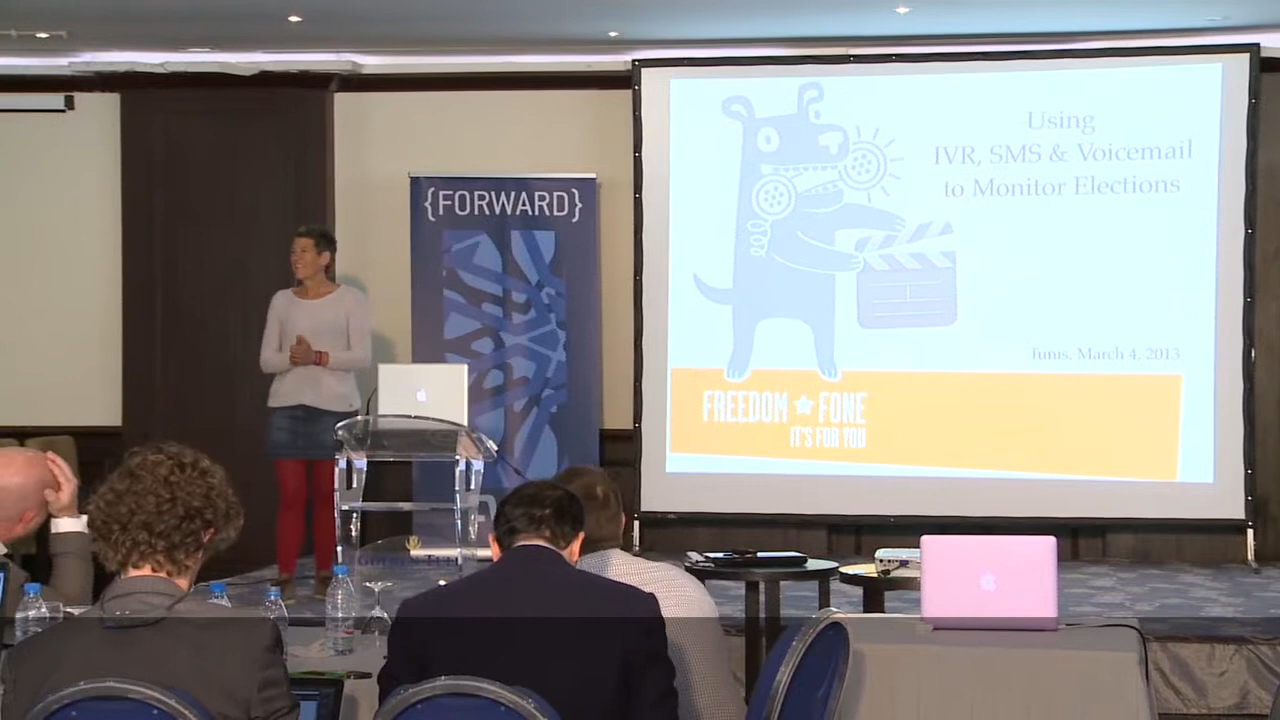 {FORWARD}
Using
IVR, SMS & Voicemail
to Monitor Elections
Tunis, March 4, 2013
FREEDOM FONE
IT'S FOR YOU